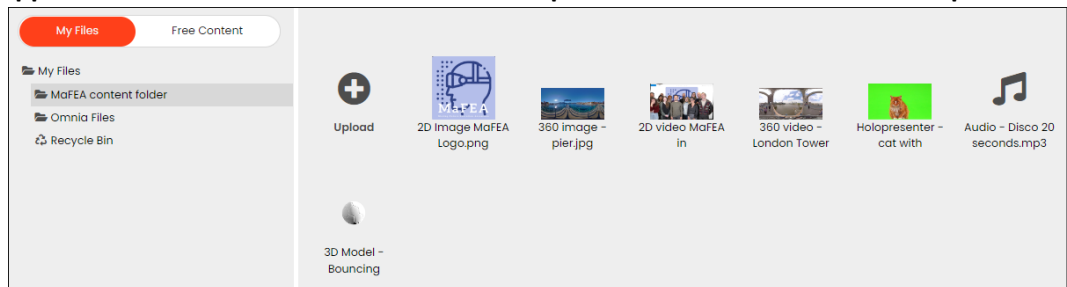 My Files
Free Content
My Files
MaFEA content folder
Omnia Files
Recycle Bin
Upload
2D Image MaFEA
Logo.png
360 image -
pier.jpg
2D video MaFEA
in
360 video -
London Tower
Holopresenter -
cat with
Audio - Disco 20
seconds.mp3
MaFEA
3D Model -
Bouncing